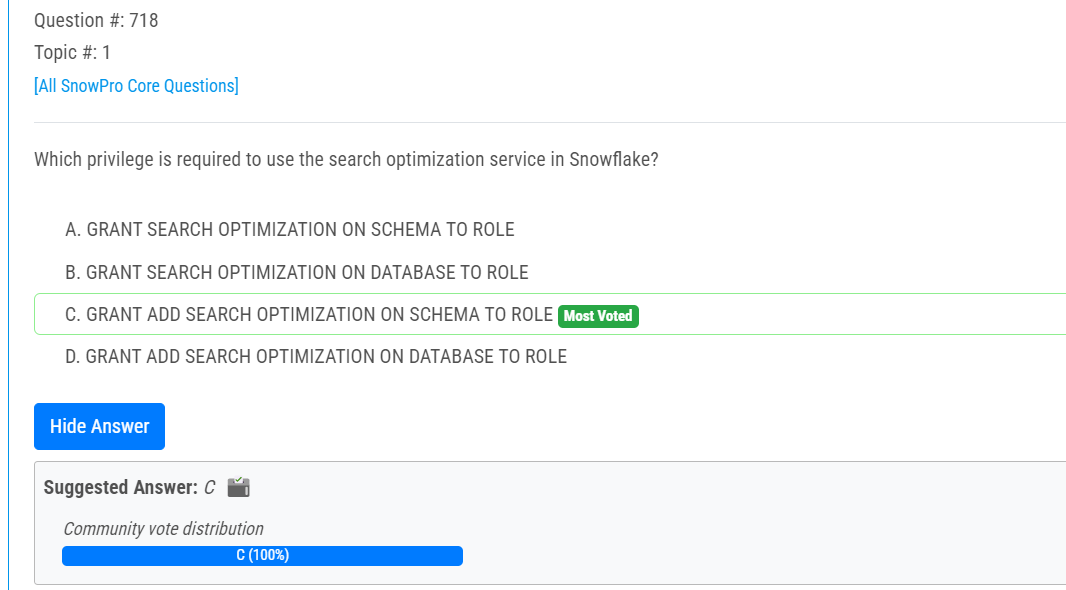 Question #: 718
Topic #: 1
[All SnowPro Core Questions]
Which privilege is required to use the search optimization service in Snowflake?
A. GRANT SEARCH OPTIMIZATION ON SCHEMA TO ROLE
B. GRANT SEARCH OPTIMIZATION ON DATABASE TO ROLE
C. GRANT ADD SEARCH OPTIMIZATION ON SCHEMA TO ROLE Most Voted
D. GRANT ADD SEARCH OPTIMIZATION ON DATABASE TO ROLE
Hide Answer
Suggested Answer: C
Community vote distribution
C (100%)